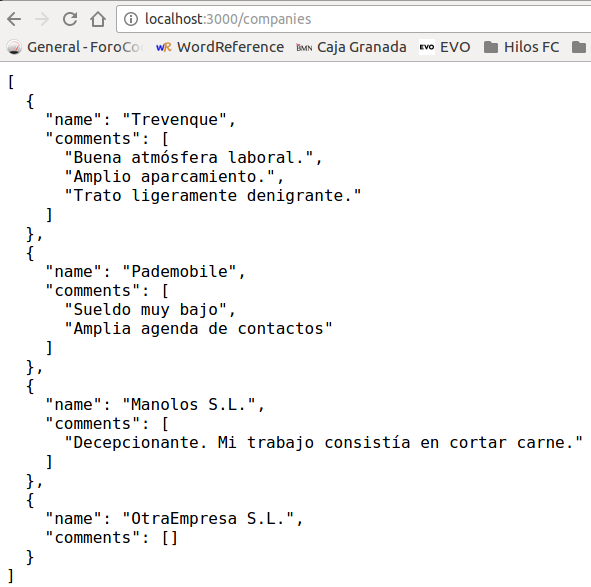 localhost:3000/companies
General - ForoCo WordReference BMN Caja Granada EVO EVO Hilos FC
[
  {
    "name": "Trevenque",
    "comments": [
      "Buena atmósfera laboral.",
      "Amplio aparcamiento.",
      "Trato ligeramente denigrante."
    ]
  },
  {
    "name": "Pademobile",
    "comments": [
      "Sueldo muy bajo",
      "Amplia agenda de contactos"
    ]
  },
  {
    "name": "Manolos S.L.",
    "comments": [
      "Decepcionante. Mi trabajo consistía en cortar carne."
    ]
  },
  {
    "name": "OtraEmpresa S.L.",
    "comments": []
  }
]